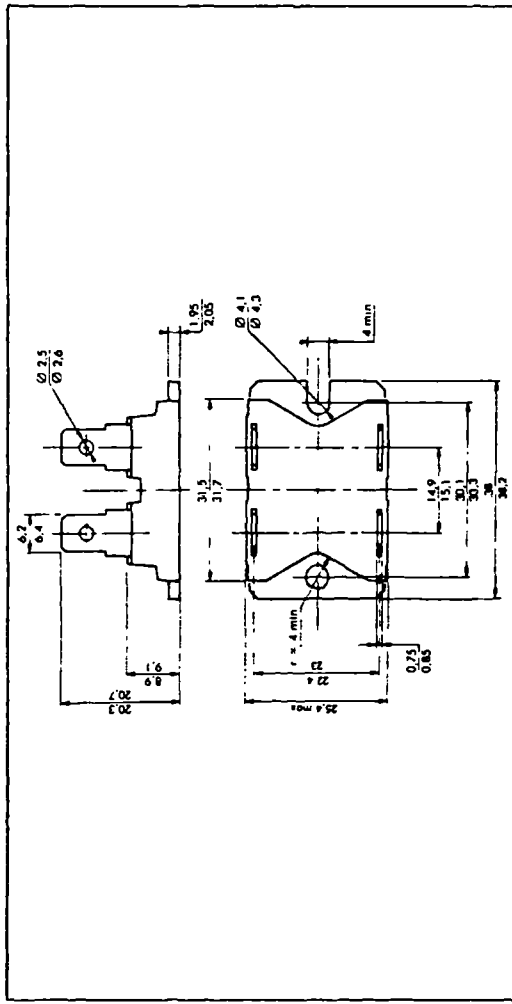 Ø 2,5
Ø 2,6
6,2
6,4
1,95
2,05
20,3
20,7
8,9
9,1
31,5
31,7
Ø 4,1
Ø 4,3
4 min
r = 4 min
25,4 max
22,4
23
0,75
0,85
14,9
15,1
30,1
30,3
38
38,2